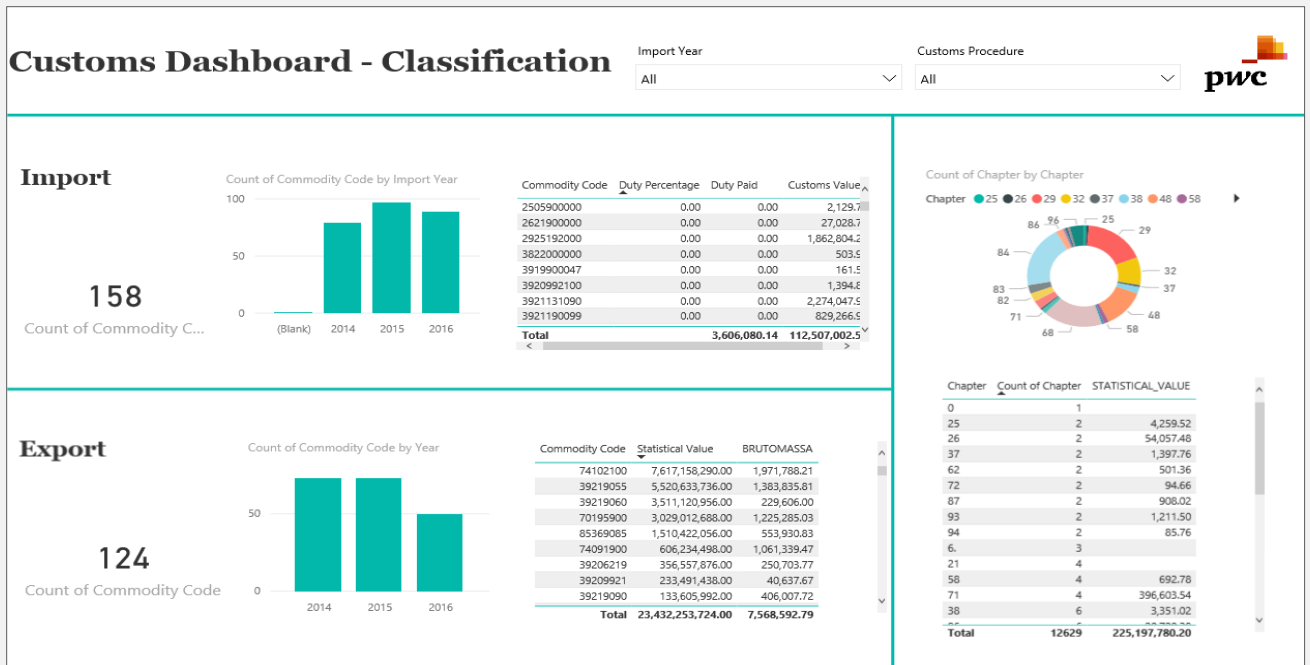 Customs Dashboard - Classification
Import Year
All
Customs Procedure
All
pwc
Import
158
Count of Commodity C...
Count of Commodity Code by Import Year
100
50
0
(Blank) 2014 2015 2016
Commodity Code Duty Percentage Duty Paid Customs Value
2505900000 0.00 0.00 2,129.7
2621900000 0.00 0.00 27,028.7
2925192000 0.00 0.00 1,862,804.2
3822000000 0.00 0.00 503.9
3919900047 0.00 0.00 161.5
3920992100 0.00 0.00 1,394.8
3921131090 0.00 0.00 2,274,047.9
3921190099 0.00 0.00 829,266.9
Total 3,606,080.14 112,507,002.5
Export
124
Count of Commodity Code
Count of Commodity Code by Year
50
0
2014 2015 2016
Commodity Code Statistical Value BRUTOMASSA
74102100 7,617,158,290.00 1,971,788.21
39219055 5,520,633,736.00 1,383,835.81
39219060 3,511,120,956.00 229,606.00
70195900 3,029,012,688.00 1,225,285.03
85369085 1,510,422,056.00 553,930.83
74091900 606,234,498.00 1,061,339.47
39206219 356,557,876.00 250,703.77
39209921 233,491,438.00 40,637.67
39219090 133,605,992.00 406,007.72
Total 23,432,253,724.00 7,568,592.79
Count of Chapter by Chapter
Chapter 25 26 29 32 37 38 48 58
96 25
86 29
84
32
83 37
82
71 48
68 58
Chapter Count of Chapter STATISTICAL_VALUE
0 1
25 2 4,259.52
26 2 54,057.48
37 2 1,397.76
62 2 501.36
72 2 94.66
87 2 908.02
93 2 1,211.50
94 2 85.76
6. 3
21 4
58 4 692.78
71 4 396,603.54
38 6 3,351.02
Total 12629 225,197,780.20